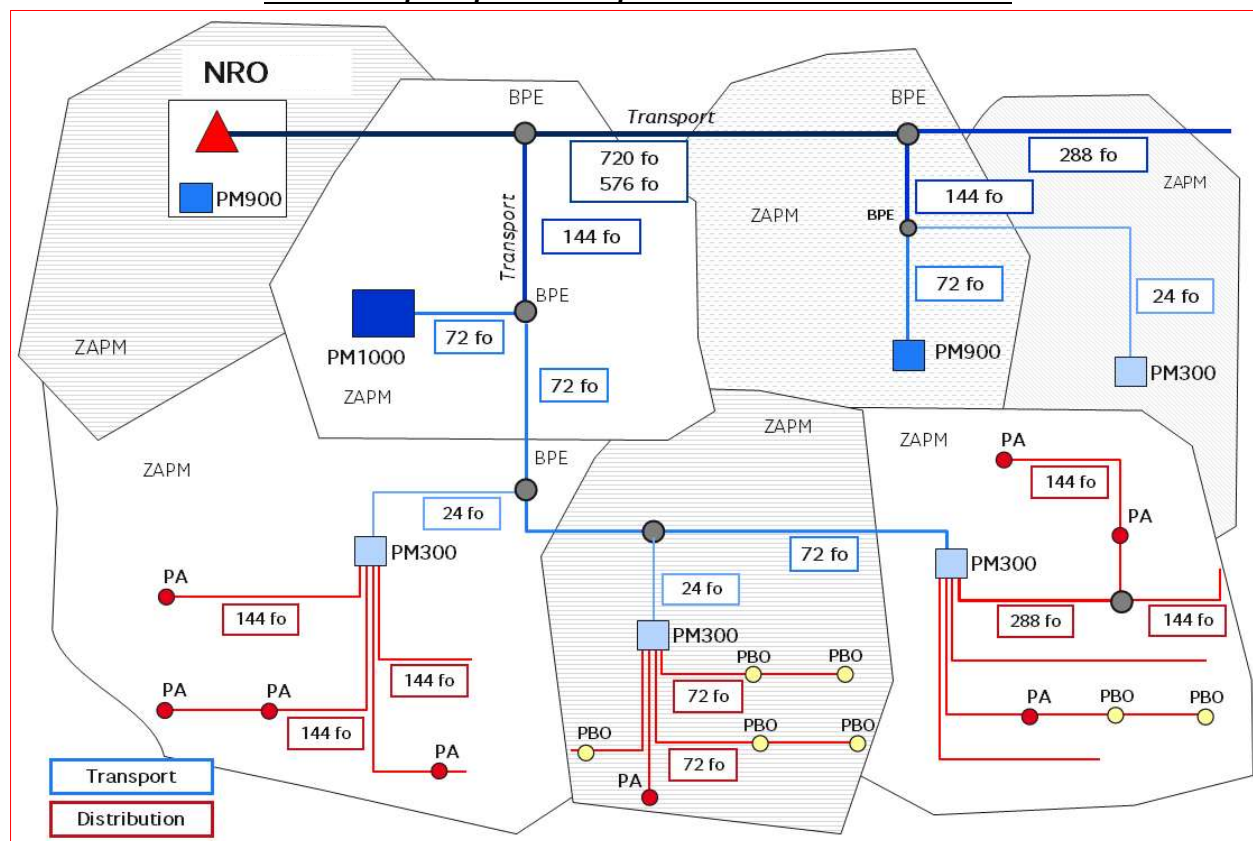 NRO
BPE
BPE
Transport
720 fo
576 fo
288 fo
PM900
ZAPM
ZAPM
144 fo
BPE
144 fo
Transport
BPE
72 fo
24 fo
72 fo
ZAPM
PM1000
PM900
PM300
72 fo
ZAPM
ZAPM
ZAPM
PA
BPE
ZAPM
144 fo
24 fo
PA
PM300
72 fo
PM300
PA
24 fo
144 fo
288 fo
144 fo
PM300
PBO
PBO
144 fo
72 fo
PA
PA
PA
PBO
PBO
144 fo
PBO
PBO
PBO
PA
72 fo
PA
Transport
Distribution